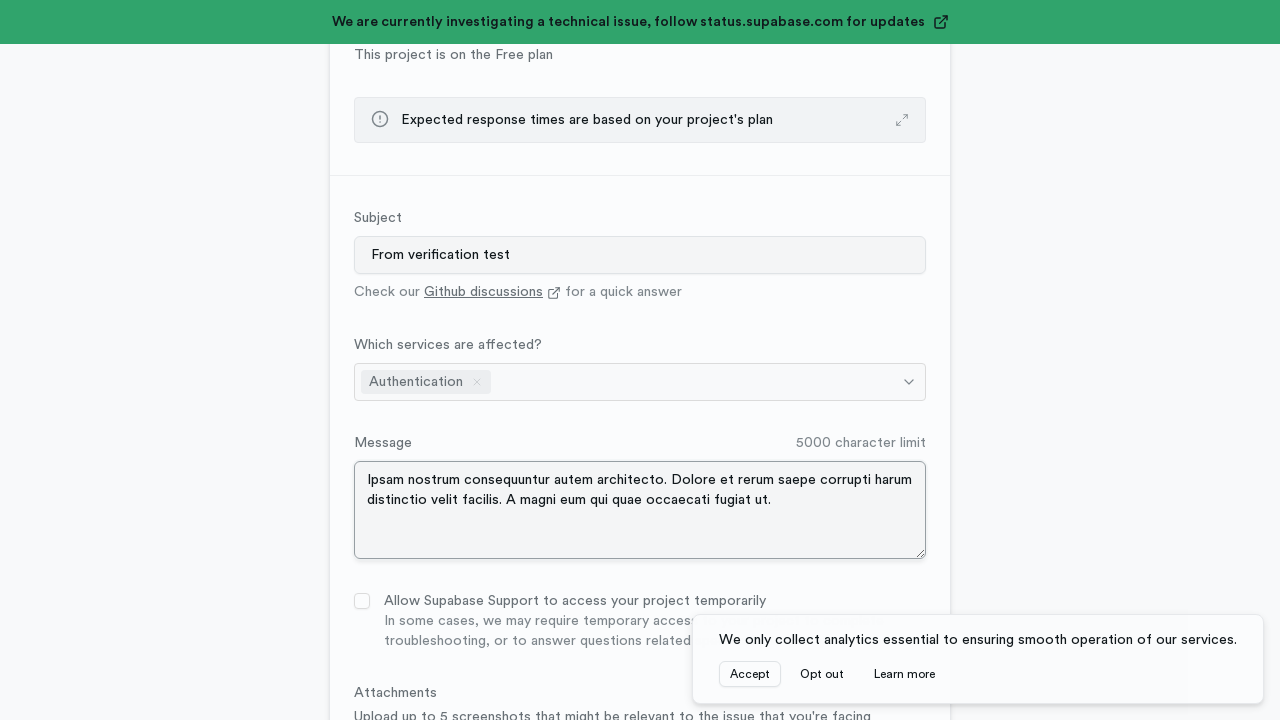 We are currently investigating a technical issue, follow status.supabase.com for updates
This project is on the Free plan
Expected response times are based on your project's plan
Subject
From verification test
Check our Github discussions for a quick answer
Which services are affected?
Authentication
Message
5000 character limit
Ipsam nostrum consequuntur autem architecto. Dolore et rerum saepe corrupti harum
distinctio velit facilis. A magni eum qui quae occaecati fugiat ut.
Allow Supabase Support to access your project temporarily
In some cases, we may require temporary
troubleshooting, or to answer questions related
We only collect analytics essential to ensuring smooth operation of our services.
Accept
Opt out
Learn more
Attachments
Upload up to 5 screenshots that might be relevant to the issue that you're facing